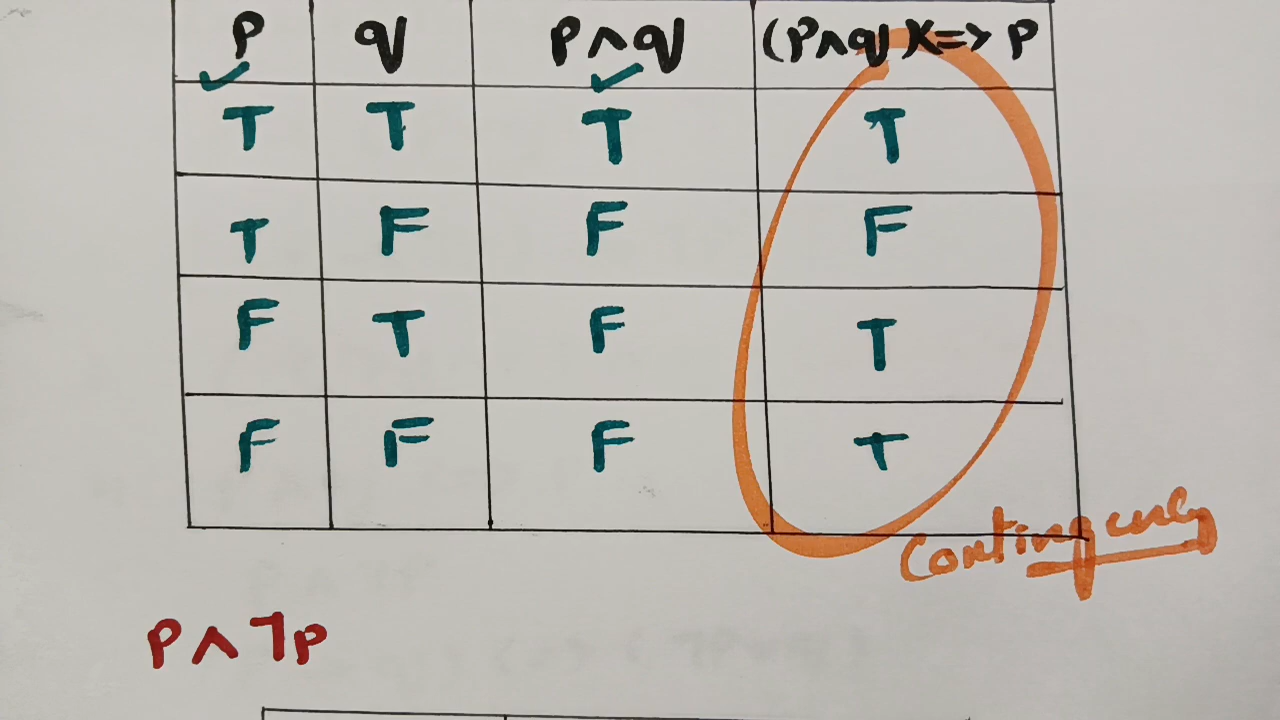 P q P∧q (P∧q)<=> P
T T T T
T F F F
F T F T
F F F T
Contingency
P∧¬P